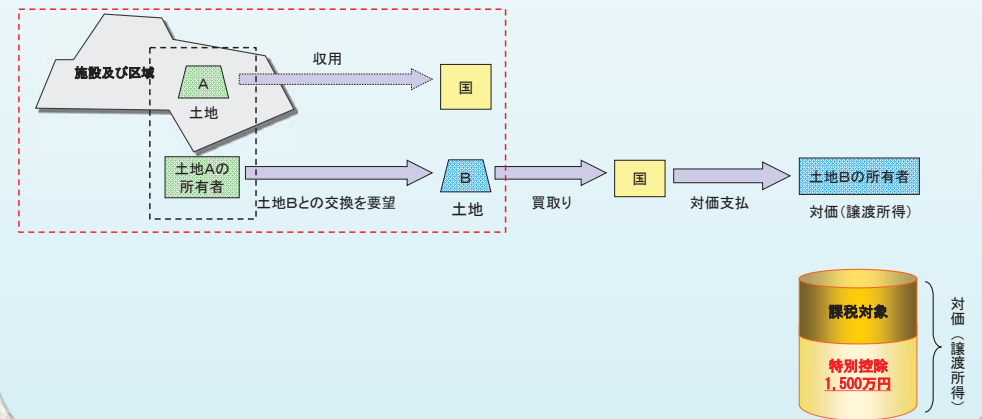 収用
施設及び区域
A
国
土地
土地Aの
所有者
B
国
土地Bの所有者
土地Bとの交換を要望
土地
買取り
対価支払
対価(譲渡所得)
課税対象
特別控除
1,500万円
対価(譲渡所得)